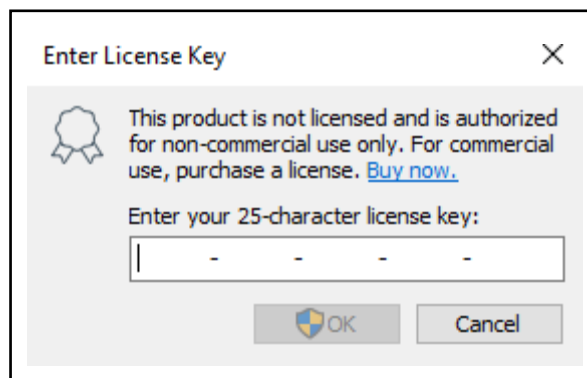 Enter License Key
This product is not licensed and is authorized
for non-commercial use only. For commercial
use, purchase a license. Buy now.
Enter your 25-character license key:
- - - -
OK Cancel